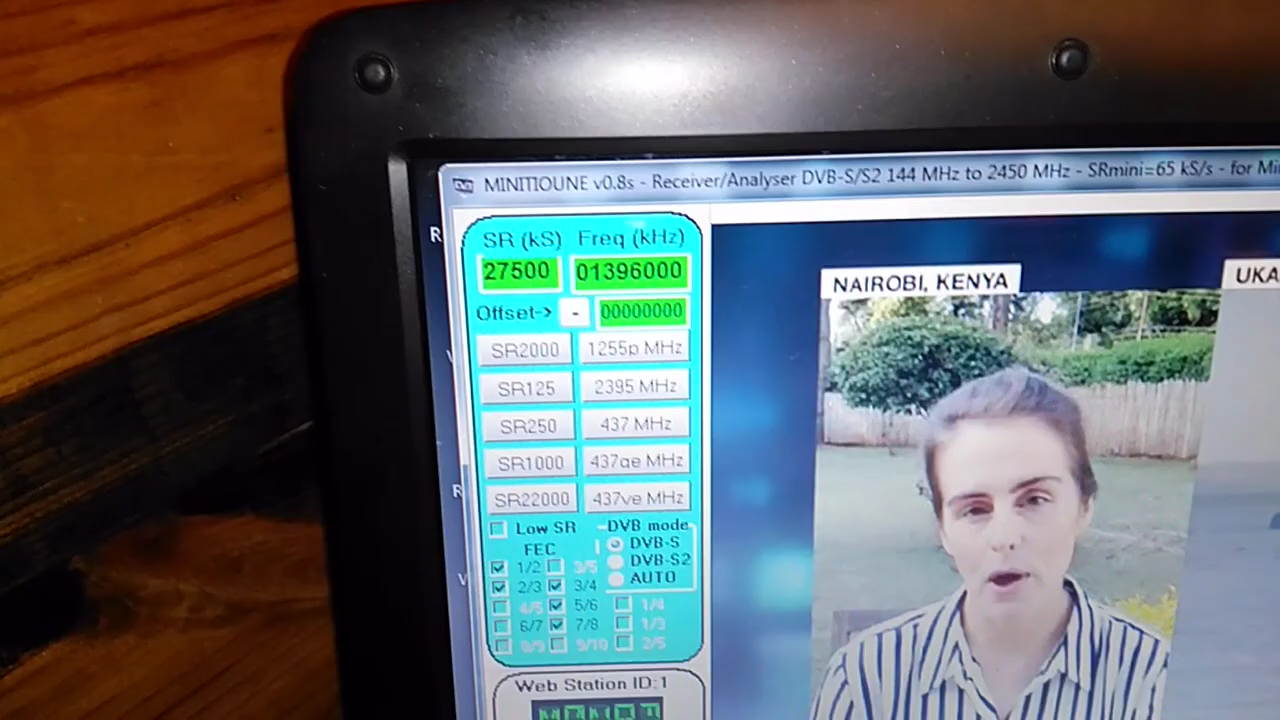 MINITIOUNE v0.8s - Receiver/Analyser DVB-S/S2 144 MHz to 2450 MHz - SRmini=65 kS/s - for
SR (kS) Freq (kHz)
27500 01396000
Offset-> - 00000000
SR2000 1255p MHz
SR125 2395 MHz
SR250 437 MHz
SR1000 437ae MHz
SR22000 437ve MHz
Low SR DVB mode
FEC DVB-S
1/2 3/5 DVB-S2
2/3 3/4 AUTO
4/5 5/6 1/4
6/7 7/8 1/3
8/9 9/10 2/5
Web Station ID:1
NAIROBI, KENYA